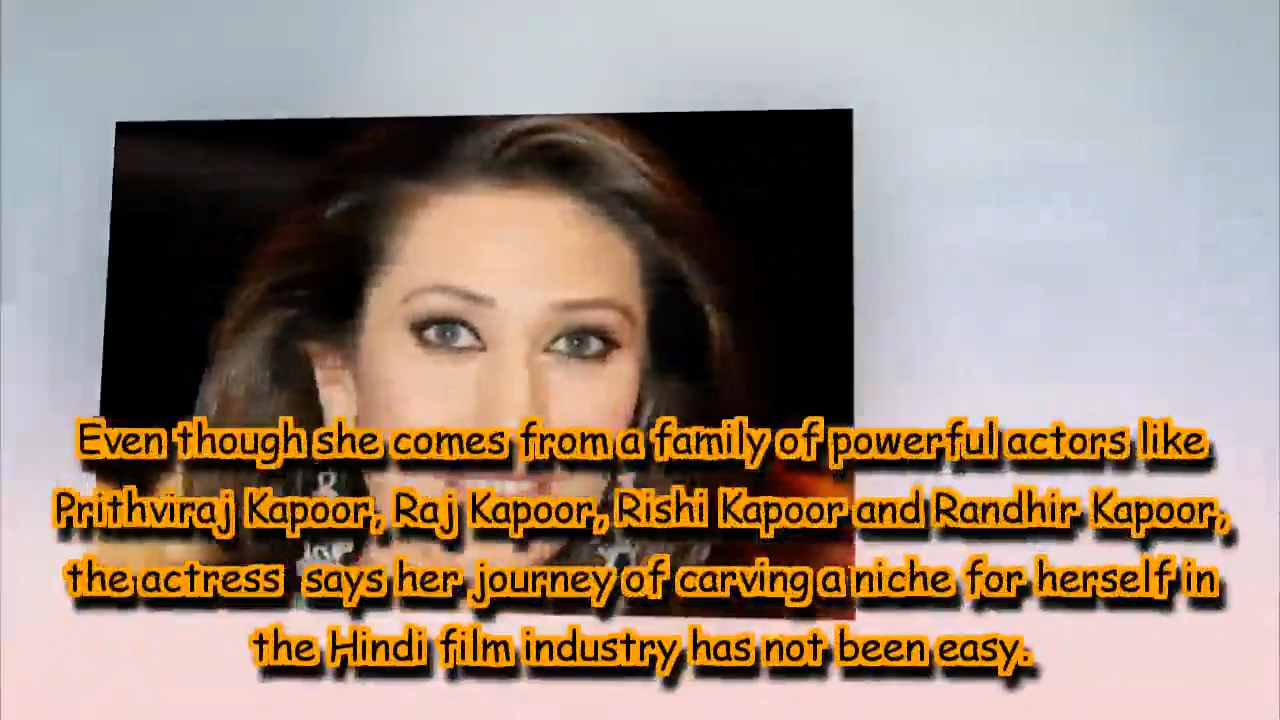 Even though she comes from a family of powerful actors like
Prithviraj Kapoor, Raj Kapoor, Rishi Kapoor and Randhir Kapoor,
the actress says her journey of carving a niche for herself in
the Hindi film industry has not been easy.